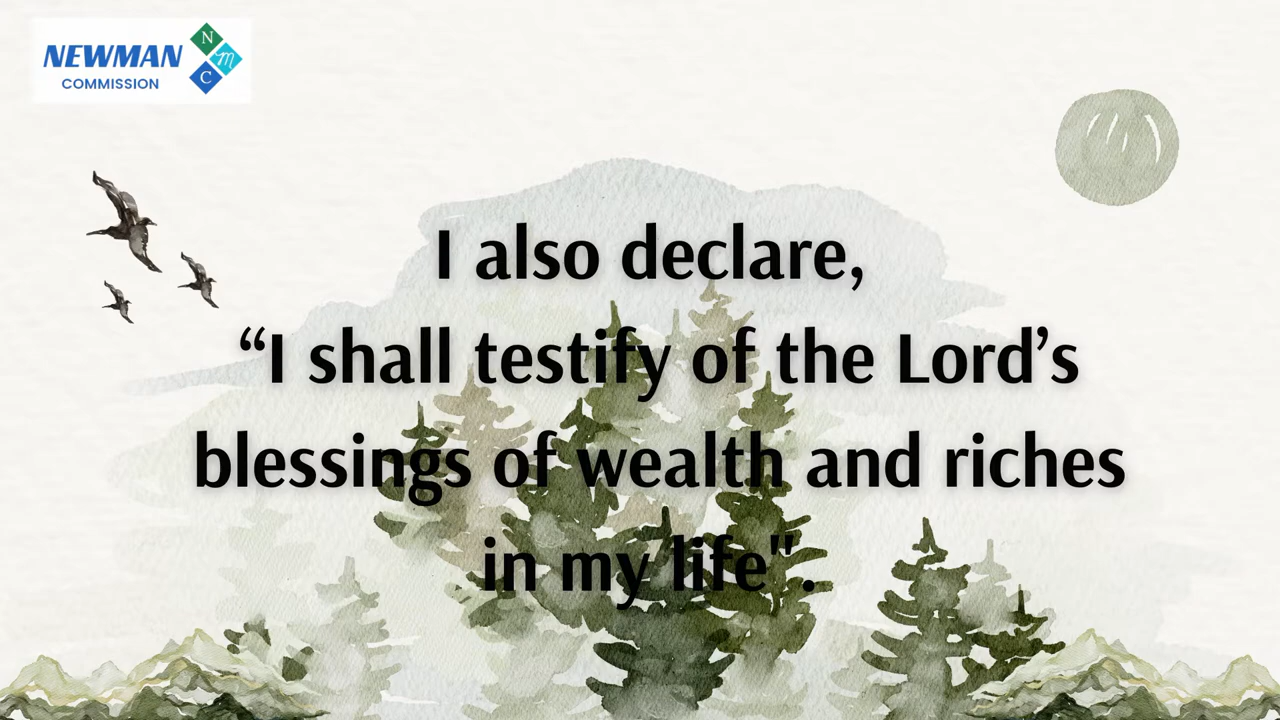 NEWMAN
COMMISSION
N
M
C
I also declare,
“I shall testify of the Lord’s
blessings of wealth and riches
in my life".